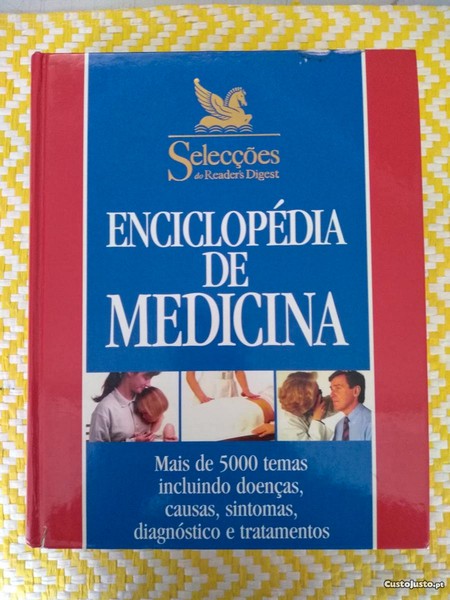 Selecções
do Reader's Digest
ENCICLOPÉDIA
DE
MEDICINA
Mais de 5000 temas
incluindo doenças,
causas, sintomas,
diagnóstico e tratamentos
CustoJusto.pt